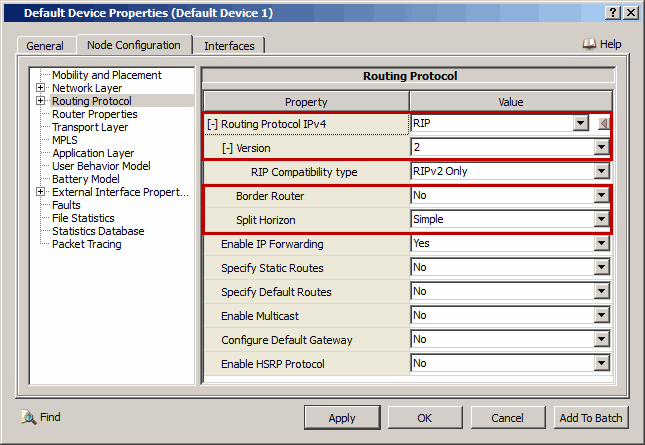 Default Device Properties (Default Device 1)
?
X
General
Node Configuration
Interfaces
Help
Mobility and Placement
Network Layer
Routing Protocol
Router Properties
Transport Layer
MPLS
Application Layer
User Behavior Model
Battery Model
External Interface Propert...
Faults
File Statistics
Statistics Database
Packet Tracing
Routing Protocol
Property Value
[-] Routing Protocol IPv4 RIP
[-] Version 2
RIP Compatibility type RIPv2 Only
Border Router No
Split Horizon Simple
Enable IP Forwarding Yes
Specify Static Routes No
Specify Default Routes No
Enable Multicast No
Configure Default Gateway No
Enable HSRP Protocol No
Find
Apply
OK
Cancel
Add To Batch